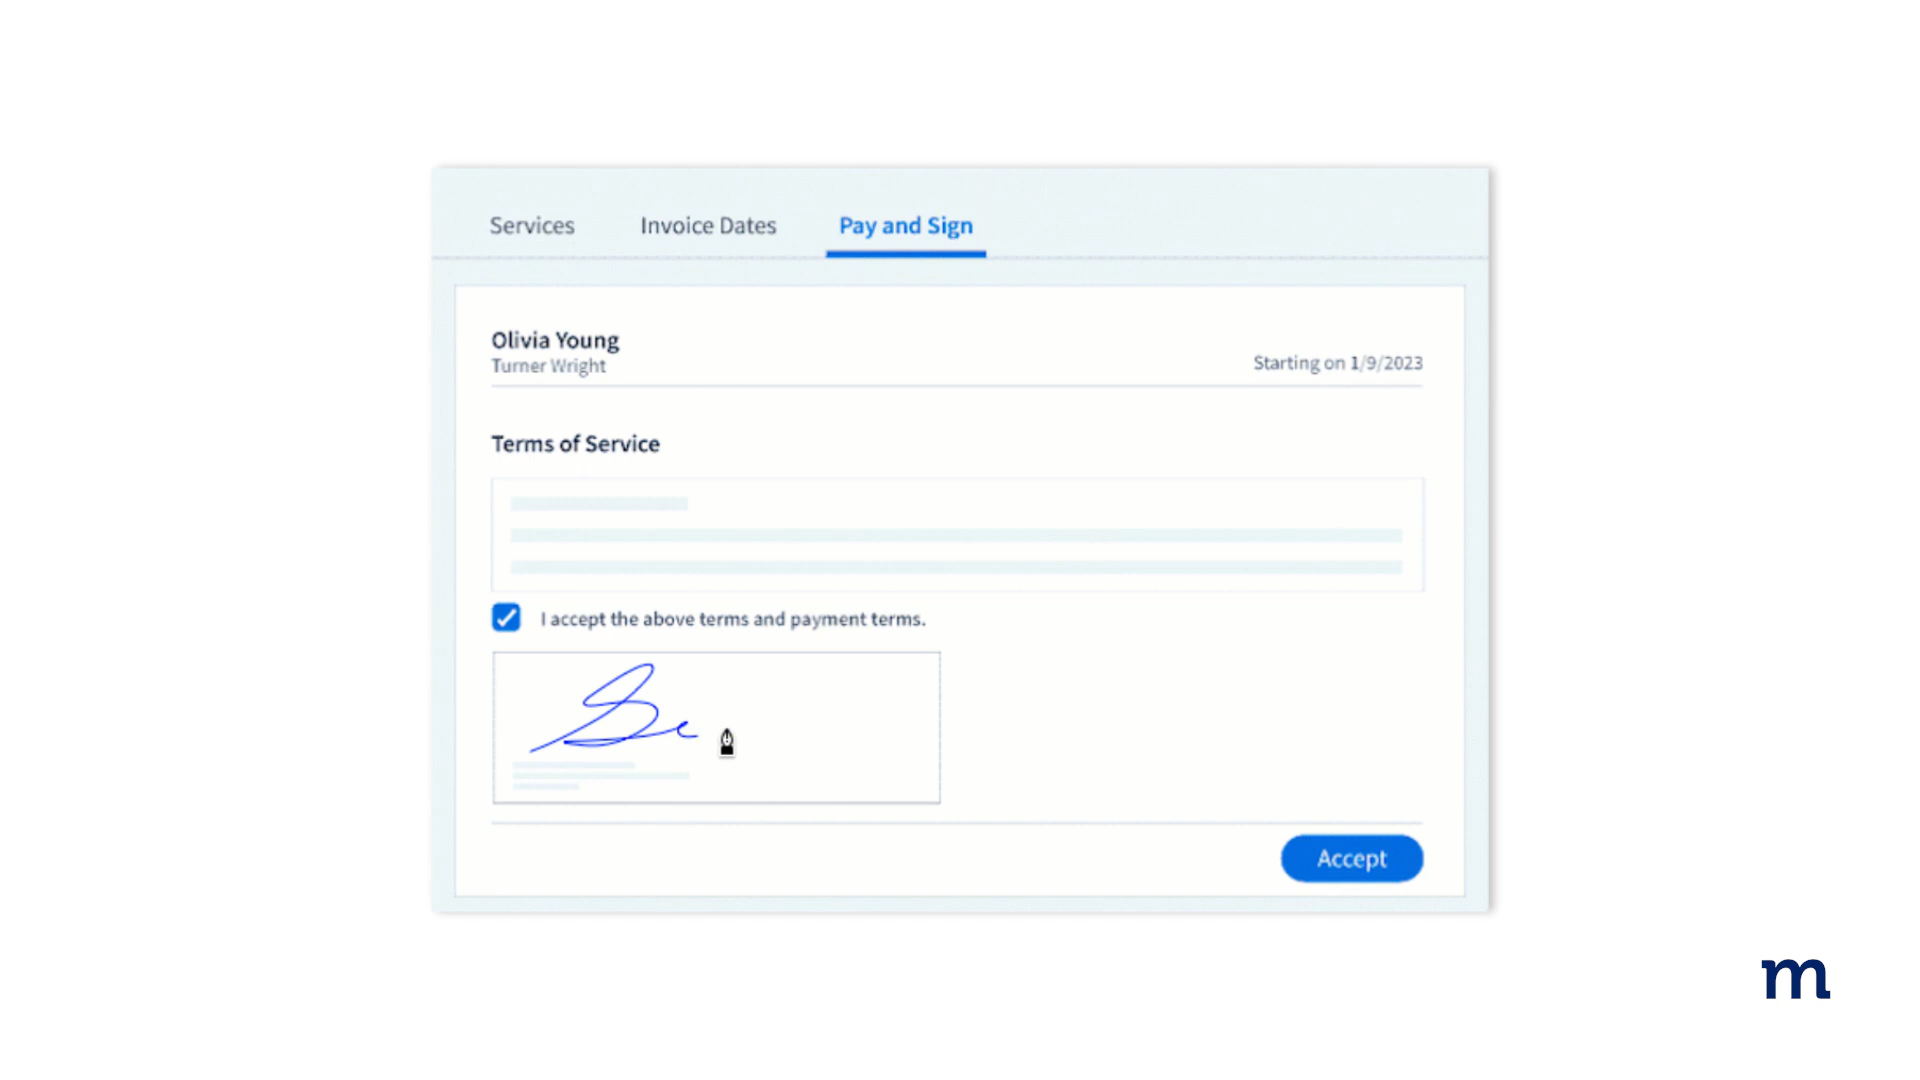 Services Invoice Dates Pay and Sign
Olivia Young
Turner Wright
Starting on 1/9/2023
Terms of Service
I accept the above terms and payment terms.
Accept
m